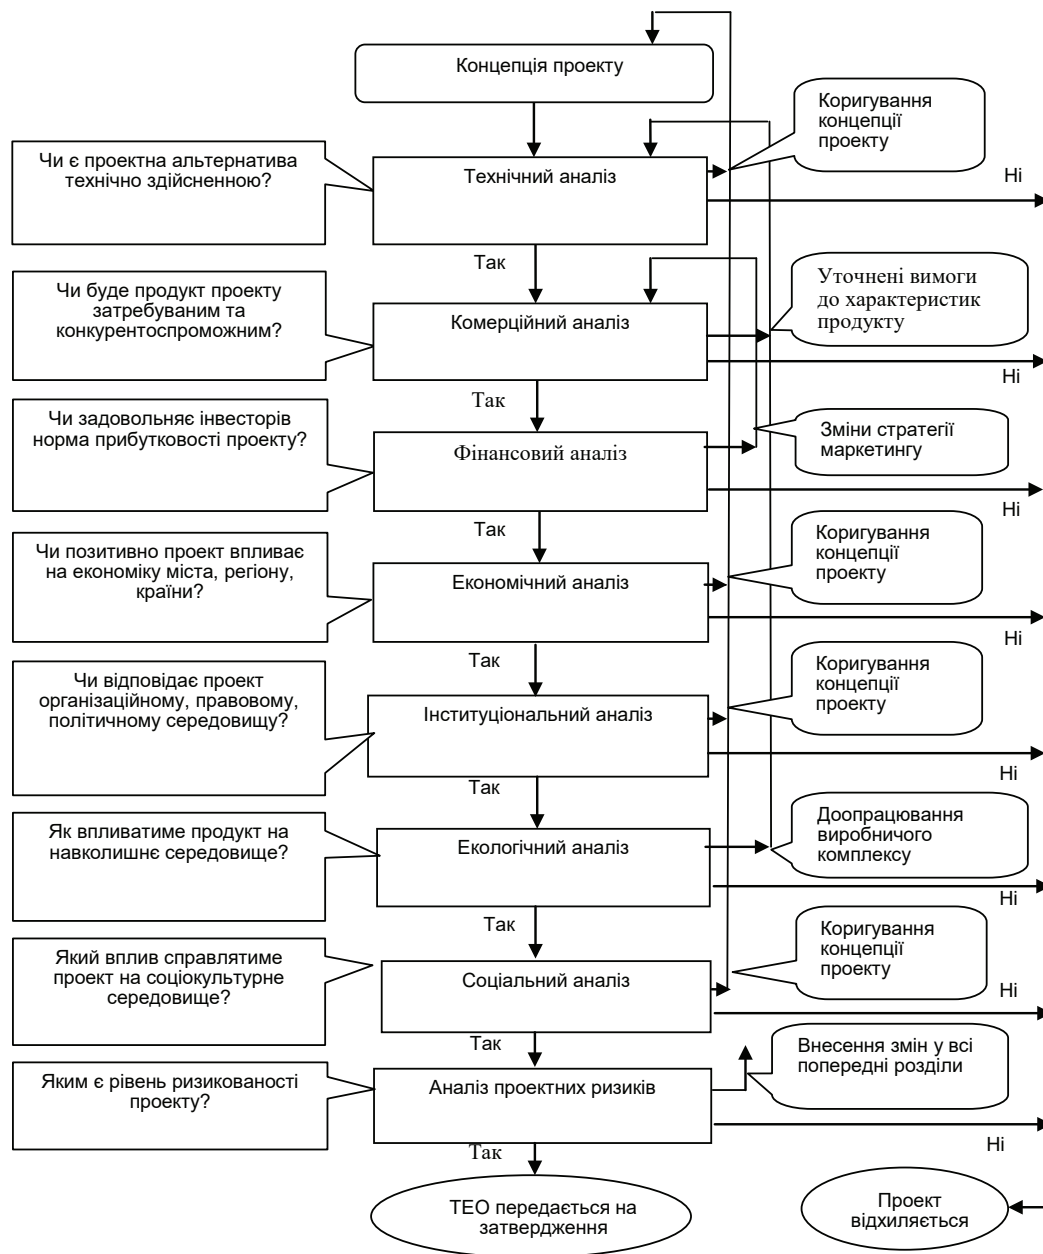 Концепція проекту
Коригування
концепції
проекту
Чи є проектна альтернатива
технічно здійсненною?
Технічний аналіз
Ні
Так
Чи буде продукт проекту
затребуваним та
конкурентоспроможним?
Комерційний аналіз
Уточнені вимоги
до характеристик
продукту
Ні
Так
Чи задовольняє інвесторів
норма прибутковості проекту?
Фінансовий аналіз
Зміни стратегії
маркетингу
Ні
Так
Чи позитивно проект впливає
на економіку міста, регіону,
країни?
Економічний аналіз
Коригування
концепції
проекту
Ні
Так
Чи відповідає проект
організаційному, правовому,
політичному середовищу?
Інституціональний аналіз
Коригування
концепції
проекту
Ні
Так
Як впливатиме продукт на
навколишнє середовище?
Екологічний аналіз
Доопрацювання
виробничого
комплексу
Ні
Так
Який вплив справлятиме
проект на соціокультурне
середовище?
Соціальний аналіз
Коригування
концепції
проекту
Ні
Так
Яким є рівень ризикованості
проекту?
Аналіз проектних ризиків
Внесення змін у всі
попередні розділи
Ні
Так
ТЕО передається на
затвердження
Проект
відхиляється